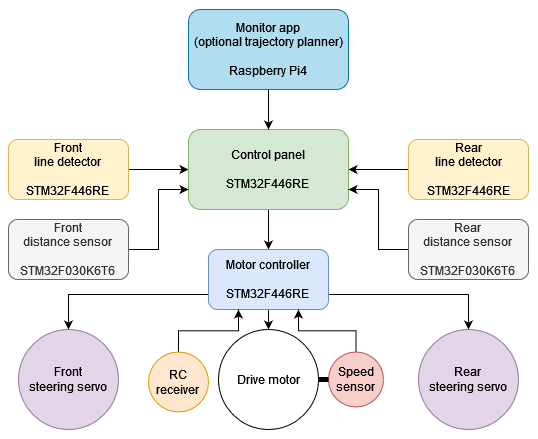 Monitor app
(optional trajectory planner)
Raspberry Pi4
Front
line detector
STM32F446RE
Control panel
STM32F446RE
Rear
line detector
STM32F446RE
Front
distance sensor
STM32F030K6T6
Rear
distance sensor
STM32F030K6T6
Motor controller
STM32F446RE
Front
steering servo
RC
receiver
Drive motor
Speed
sensor
Rear
steering servo